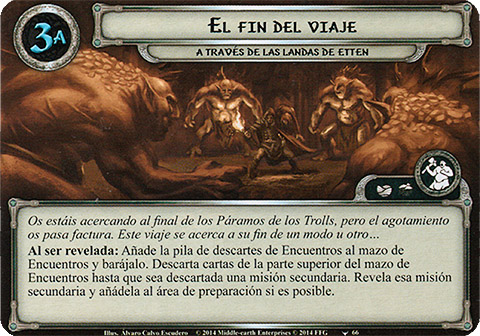 3A
EL FIN DEL VIAJE
A TRAVÉS DE LAS LANDAS DE ETTEN
Os estáis acercando al final de los Páramos de los Trolls, pero el agotamiento
os pasa factura. Este viaje se acerca a su fin de un modo u otro…
Al ser revelada: Añade la pila de descartes de Encuentros al mazo de
Encuentros y barájalo. Descarta cartas de la parte superior del mazo de
Encuentros hasta que sea descartada una misión secundaria. Revela esa misión
secundaria y añádela al área de preparación si es posible.
Illus. Álvaro Calvo Escudero © 2014 Middle-earth Enterprises © 2014 FFG 66